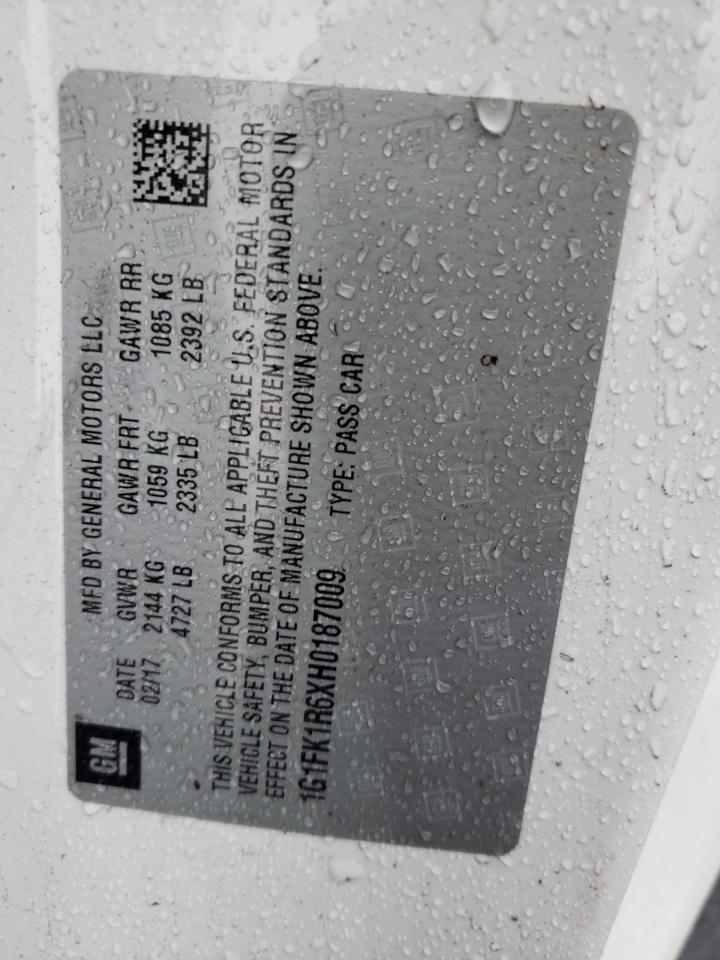 GM
MFD BY GENERAL MOTORS LLC
DATE GVWR GAWR FRT GAWR RR
02/17 2144 KG 1059 KG 1085 KG
4727 LB 2335 LB 2392 LB
THIS VEHICLE CONFORMS TO ALL APPLICABLE U.S. FEDERAL MOTOR
VEHICLE SAFETY, BUMPER, AND THEFT PREVENTION STANDARDS IN
EFFECT ON THE DATE OF MANUFACTURE SHOWN ABOVE.
1G1FK1R6XH0187009 TYPE: PASS CAR